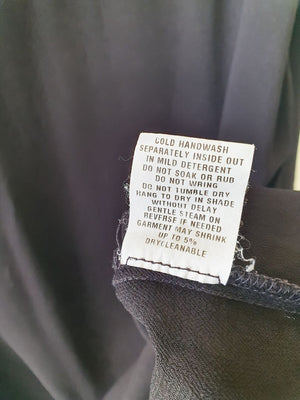 COLD HANDWASH
SEPARATELY INSIDE OUT
IN MILD DETERGENT
DO NOT SOAK OR RUB
DO NOT WRING
DO NOT TUMBLE DRY
HANG TO DRY IN SHADE
WITHOUT DELAY
GENTLE STEAM ON
REVERSE IF NEEDED
GARMENT MAY SHRINK
UP TO 5%
DRYCLEANABLE